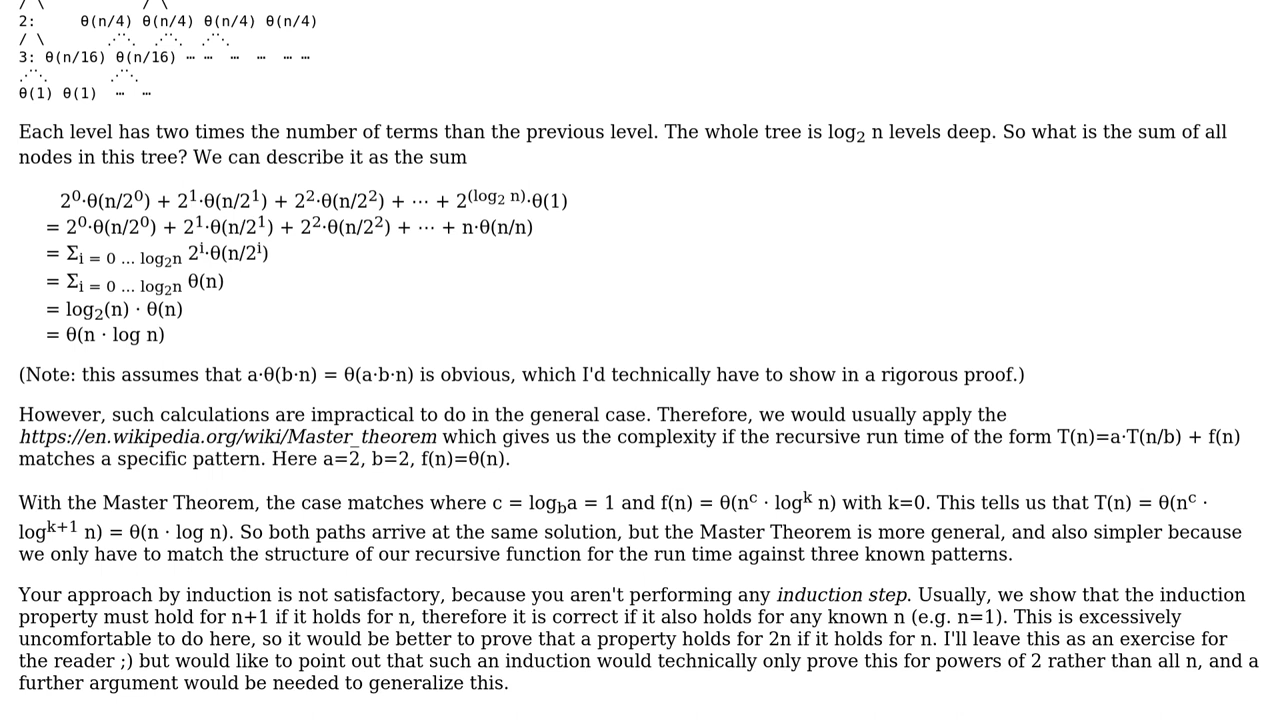 / \ / \
2: θ(n/4) θ(n/4) θ(n/4) θ(n/4)
/ \ ⋰⋱ ⋰⋱ ⋰⋱
3: θ(n/16) θ(n/16) ⋯ ⋯ ⋯ ⋯ ⋯ ⋯
⋰⋱ ⋰⋱
θ(1) θ(1) ⋯ ⋯
Each level has two times the number of terms than the previous level. The whole tree is log₂ n levels deep. So what is the sum of all
nodes in this tree? We can describe it as the sum
2⁰·θ(n/2⁰) + 2¹·θ(n/2¹) + 2²·θ(n/2²) + ⋯ + 2^(log₂ n)·θ(1)
= 2⁰·θ(n/2⁰) + 2¹·θ(n/2¹) + 2²·θ(n/2²) + ⋯ + n·θ(n/n)
= Σ_i = 0 … log₂n 2ⁱ·θ(n/2ⁱ)
= Σ_i = 0 … log₂n θ(n)
= log₂(n) · θ(n)
= θ(n · log n)
(Note: this assumes that a·θ(b·n) = θ(a·b·n) is obvious, which I'd technically have to show in a rigorous proof.)
However, such calculations are impractical to do in the general case. Therefore, we would usually apply the
https://en.wikipedia.org/wiki/Master_theorem which gives us the complexity if the recursive run time of the form T(n)=a·T(n/b) + f(n)
matches a specific pattern. Here a=2, b=2, f(n)=θ(n).
With the Master Theorem, the case matches where c = log_b a = 1 and f(n) = θ(n^c · log^k n) with k=0. This tells us that T(n) = θ(n^c ·
log^k+1 n) = θ(n · log n). So both paths arrive at the same solution, but the Master Theorem is more general, and also simpler because
we only have to match the structure of our recursive function for the run time against three known patterns.
Your approach by induction is not satisfactory, because you aren't performing any induction step. Usually, we show that the induction
property must hold for n+1 if it holds for n, therefore it is correct if it also holds for any known n (e.g. n=1). This is excessively
uncomfortable to do here, so it would be better to prove that a property holds for 2n if it holds for n. I'll leave this as an exercise for
the reader ;) but would like to point out that such an induction would technically only prove this for powers of 2 rather than all n, and a
further argument would be needed to generalize this.